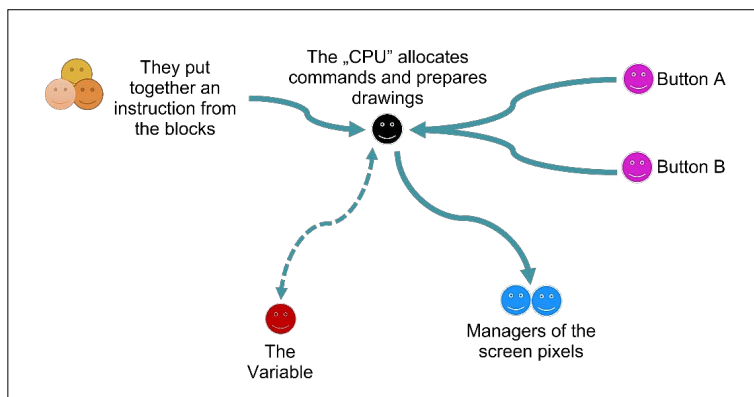 They put
together an
instruction from
the blocks
The „CPU” allocates
commands and prepares
drawings
Button A
Button B
The
Variable
Managers of the
screen pixels